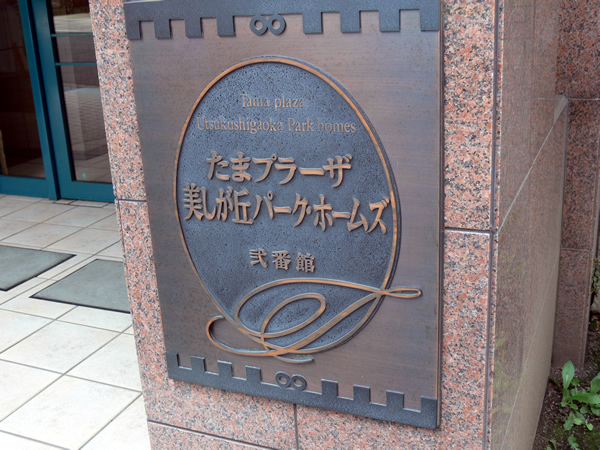 Tama plaza
Utsukushigaoka Park homes
たまプラーザ
美しが丘パーク・ホームズ
弐番館